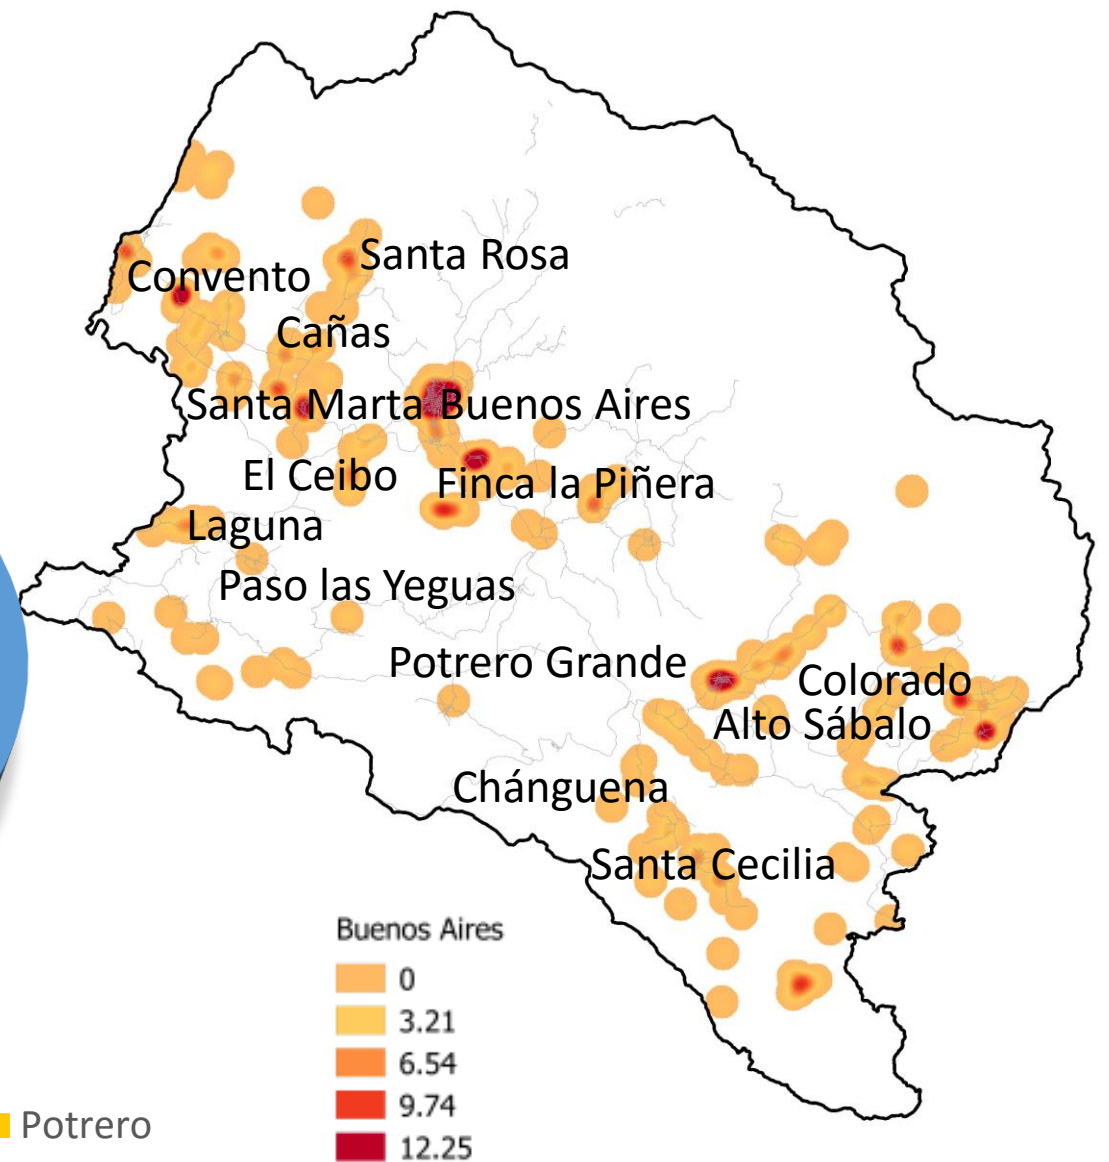 Santa Rosa
Convento
Cañas
Santa Marta Buenos Aires
El Ceibo Finca la Piñera
Laguna
Paso las Yeguas
Potrero Grande
Colorado
Alto Sábalo
Chánguena
Santa Cecilia
Buenos Aires
0
3.21
6.54
9.74
12.25
Potrero